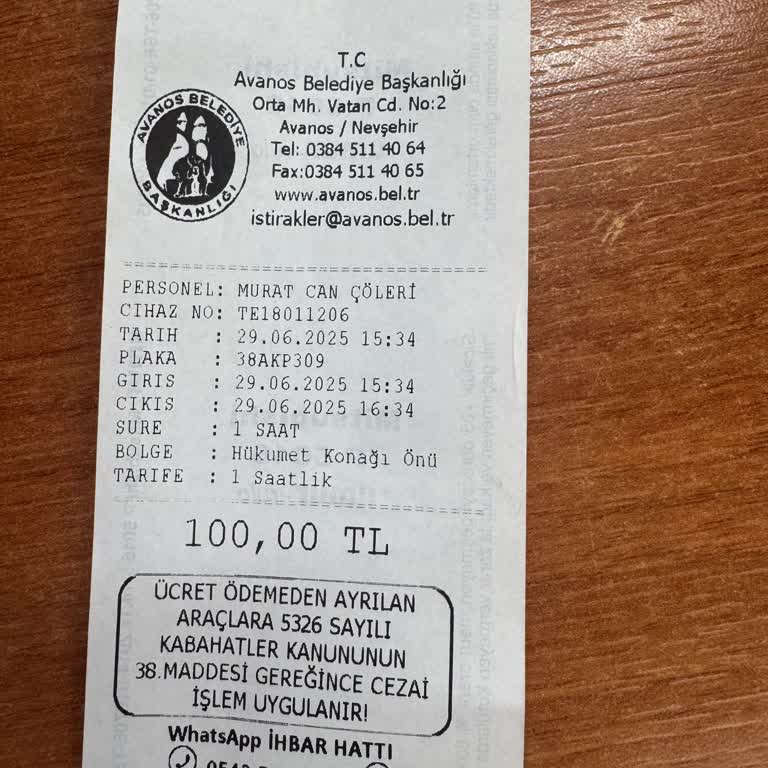 T.C
Avanos Belediye Başkanlığı
Orta Mh. Vatan Cd. No:2
Avanos / Nevşehir
Tel: 0384 511 40 64
Fax:0384 511 40 65
www.avanos.bel.tr
istirakler@avanos.bel.tr
AVANOS BELEDİYE
BAŞKANLIĞI
PERSONEL: MURAT CAN ÇÖLERİ
CIHAZ NO: TE18011206
TARIH : 29.06.2025 15:34
PLAKA : 38AKP309
GIRIS : 29.06.2025 15:34
CIKIS : 29.06.2025 16:34
SURE : 1 SAAT
BOLGE : Hükumet Konağı Önü
TARIFE : 1 Saatlik
100,00 TL
ÜCRET ÖDEMEDEN AYRILAN
ARAÇLARA 5326 SAYILI
KABAHATLER KANUNUNUN
38.MADDESİ GEREĞİNCE CEZAİ
İŞLEM UYGULANIR!
WhatsApp İHBAR HATTI